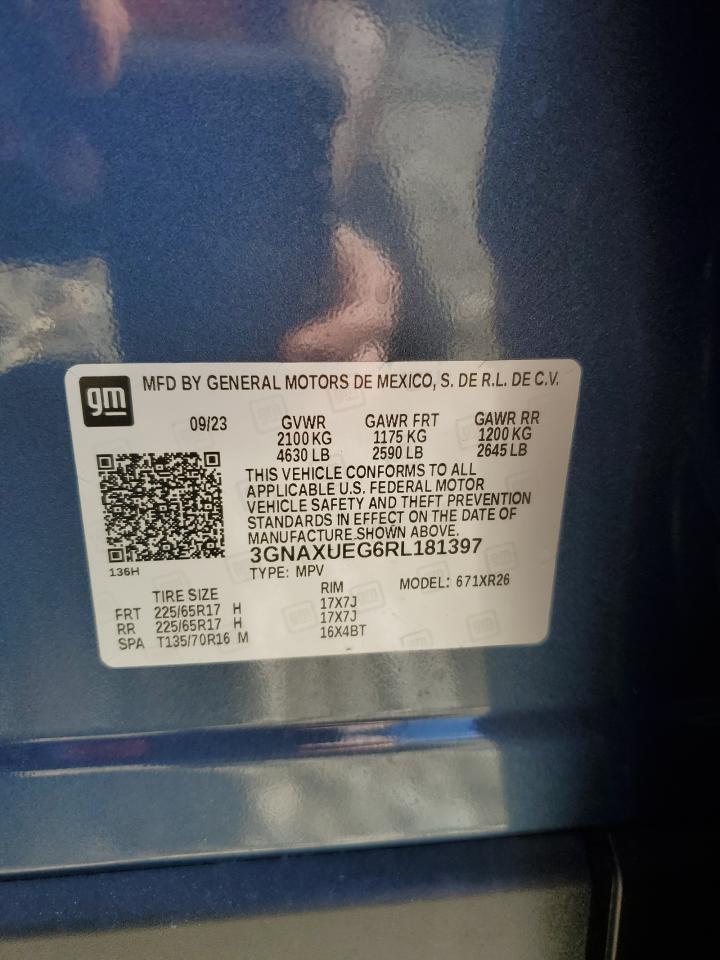 gm
MFD BY GENERAL MOTORS DE MEXICO, S. DE R.L. DE C.V.
09/23 GVWR GAWR FRT GAWR RR
2100 KG 1175 KG 1200 KG
4630 LB 2590 LB 2645 LB
THIS VEHICLE CONFORMS TO ALL
APPLICABLE U.S. FEDERAL MOTOR
VEHICLE SAFETY AND THEFT PREVENTION
STANDARDS IN EFFECT ON THE DATE OF
MANUFACTURE SHOWN ABOVE.
3GNAXUEG6RL181397
136H
TYPE: MPV MODEL: 671XR26
TIRE SIZE RIM
FRT 225/65R17 H 17X7J
RR 225/65R17 H 17X7J
SPA T135/70R16 M 16X4BT